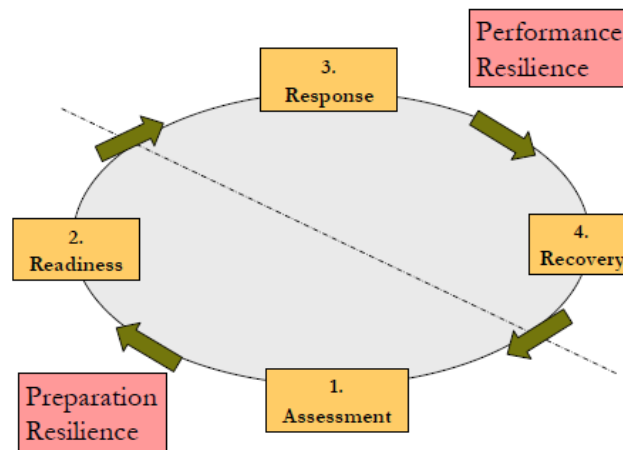 Performance
Resilience
3.
Response
2.
Readiness
4.
Recovery
1.
Assessment
Preparation
Resilience